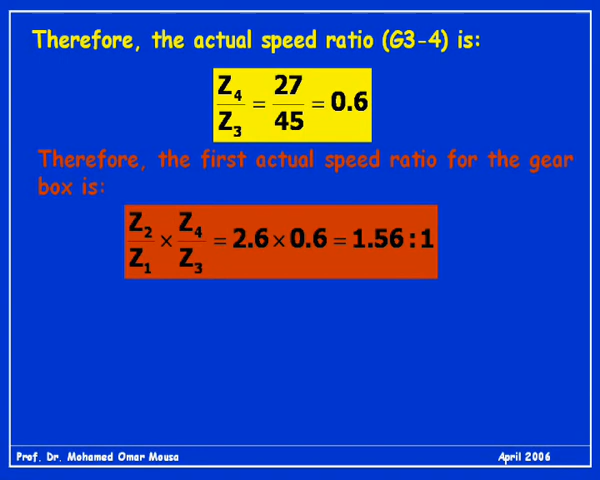 Therefore, the actual speed ratio (G3-4) is:
Z₄/Z₃ = 27/45 = 0.6
Therefore, the first actual speed ratio for the gear
box is:
Z₂/Z₁ × Z₄/Z₃ = 2.6 × 0.6 = 1.56 : 1
Prof. Dr. Mohamed Omar Mousa April 2006